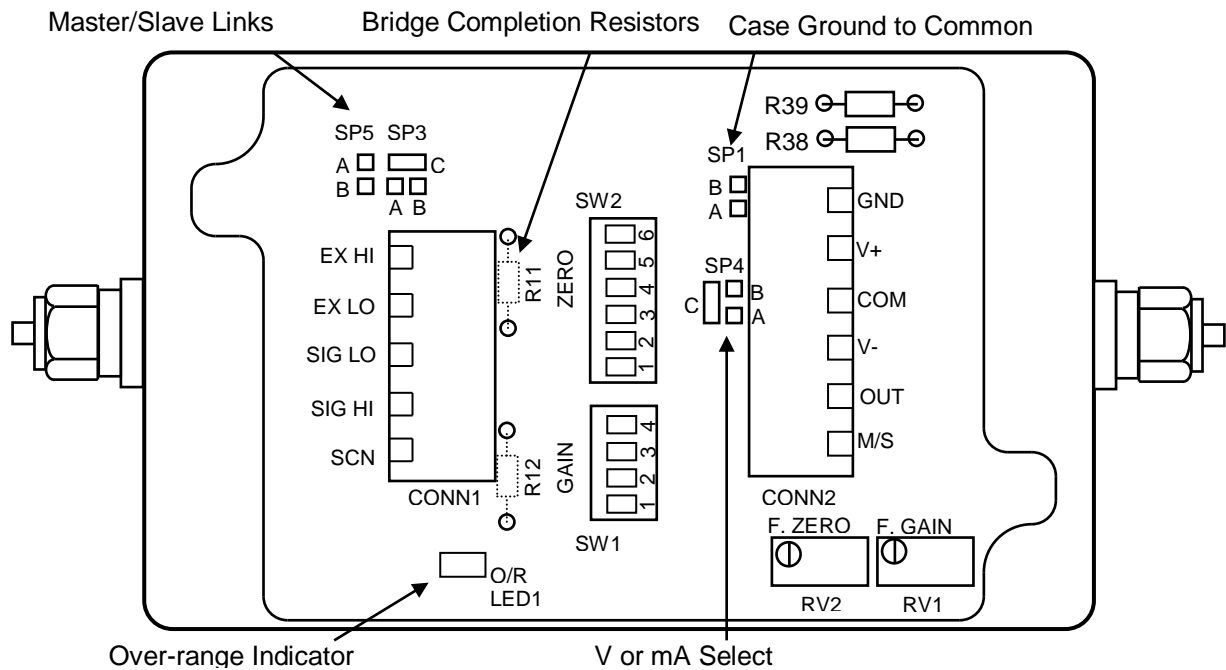 Master/Slave Links
Bridge Completion Resistors
Case Ground to Common
R39
R38
SP5 SP3
A C
B
A B
SP1
B
A
SW2
ZERO
6
5
4
3
2
1
SP4
B
C
A
EX HI
EX LO
SIG LO
SIG HI
SCN
CONN1
R11
R12
GAIN
4
3
2
1
SW1
GND
V+
COM
V-
OUT
M/S
CONN2
F. ZERO
F. GAIN
RV2
RV1
O/R
LED1
Over-range Indicator
V or mA Select